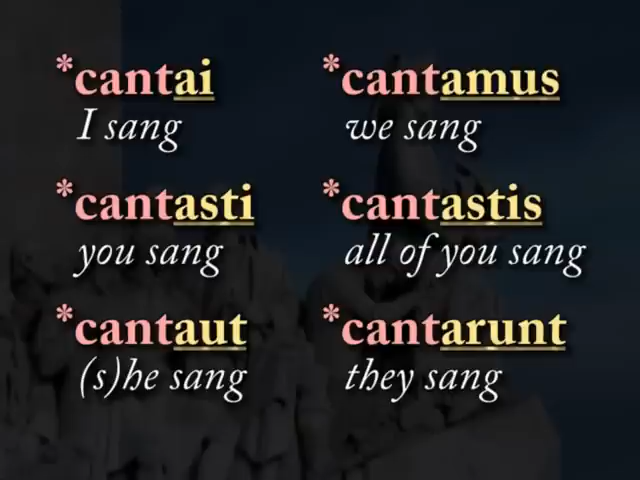 *cantai
I sang
*cantasti
you sang
*cantaut
(s)he sang
*cantamus
we sang
*cantastis
all of you sang
*cantarunt
they sang